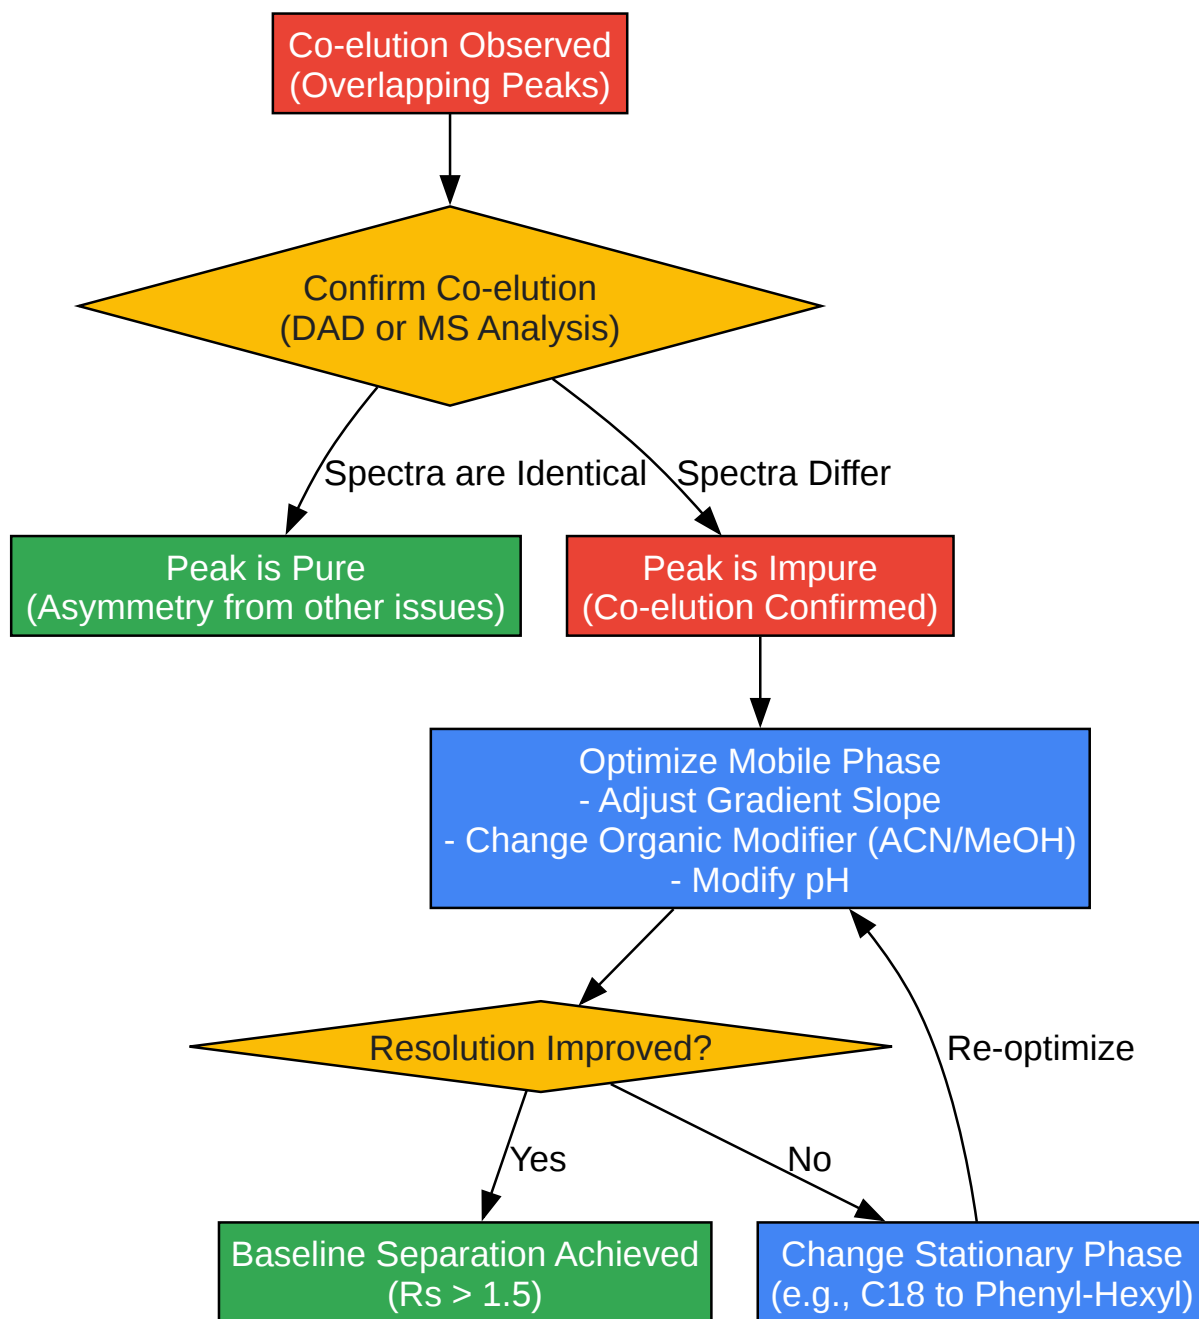 Co-elution Observed
(Overlapping Peaks)
Confirm Co-elution
(DAD or MS Analysis)
Spectra are Identical
Spectra Differ
Peak is Pure
(Asymmetry from other issues)
Peak is Impure
(Co-elution Confirmed)
Optimize Mobile Phase
- Adjust Gradient Slope
- Change Organic Modifier (ACN/MeOH)
- Modify pH
Resolution Improved?
Re-optimize
Yes
No
Baseline Separation Achieved
(Rs > 1.5)
Change Stationary Phase
(e.g., C18 to Phenyl-Hexyl)